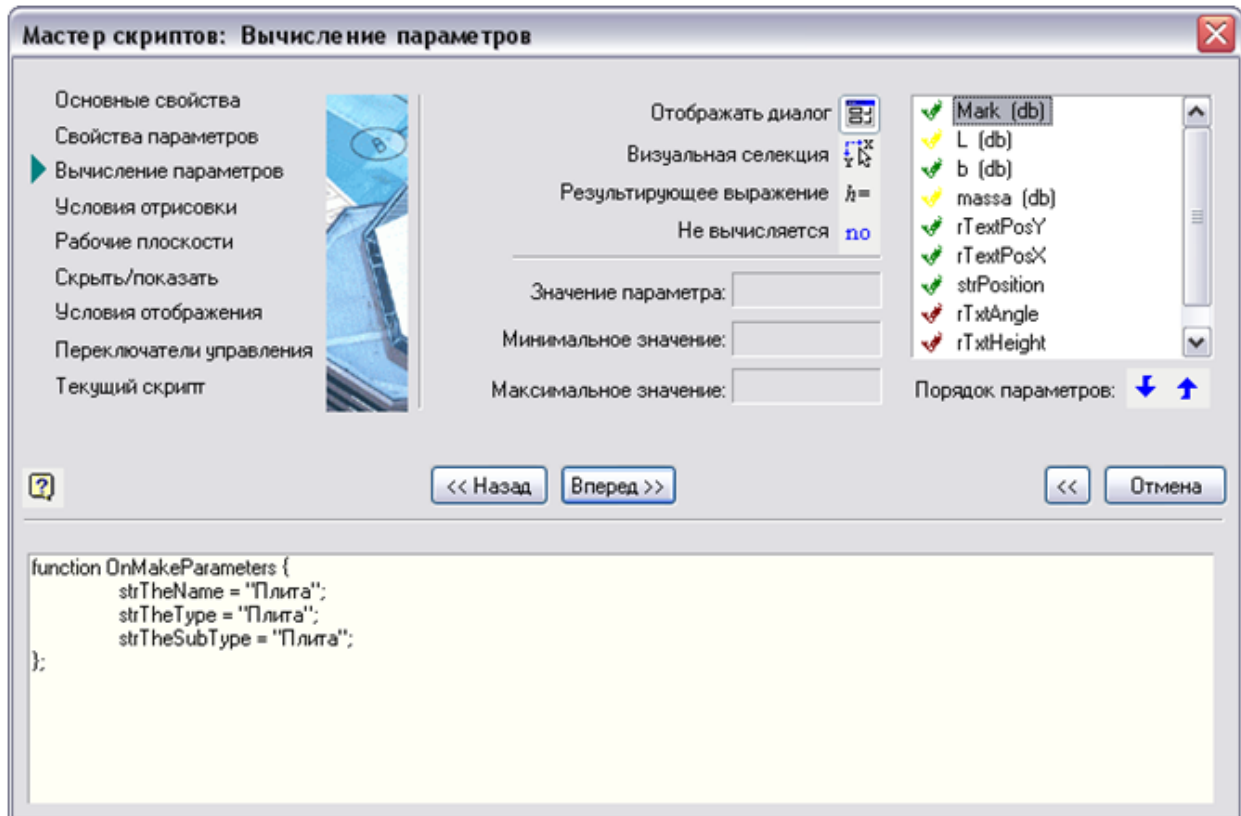 Мастер скриптов: Вычисление параметров
Основные свойства
Свойства параметров
Вычисление параметров
Условия отрисовки
Рабочие плоскости
Скрыть/показать
Условия отображения
Переключатели управления
Текущий скрипт
Отображать диалог
Визуальная селекция
Результирующее выражение h=
Не вычисляется no
Значение параметра:
Минимальное значение:
Максимальное значение:
Mark (db)
L (db)
b (db)
massa (db)
rTextPosY
rTextPosX
strPosition
rTxtAngle
rTxtHeight
Порядок параметров:
<< Назад Вперед >> << Отмена
function OnMakeParameters {
strTheName = "Плита";
strTheType = "Плита";
strTheSubType = "Плита";
};